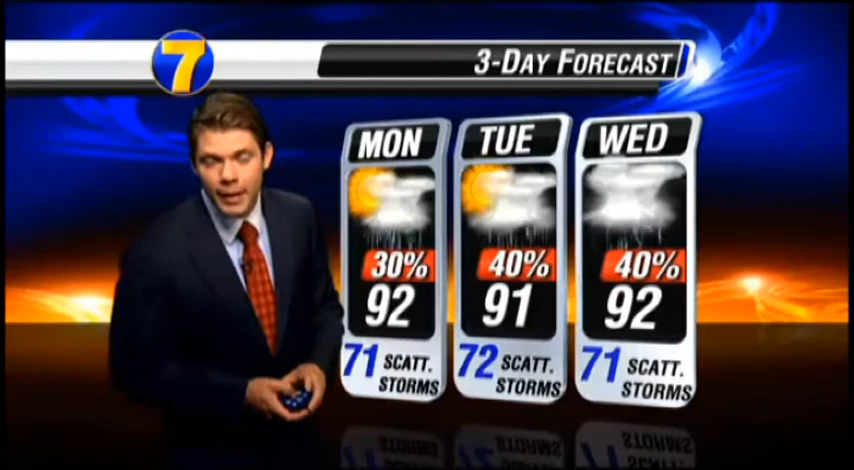 7
3-DAY FORECAST
MON
30%
92
71 SCATT.
STORMS
TUE
40%
91
72 SCATT.
STORMS
WED
40%
92
71 SCATT.
STORMS